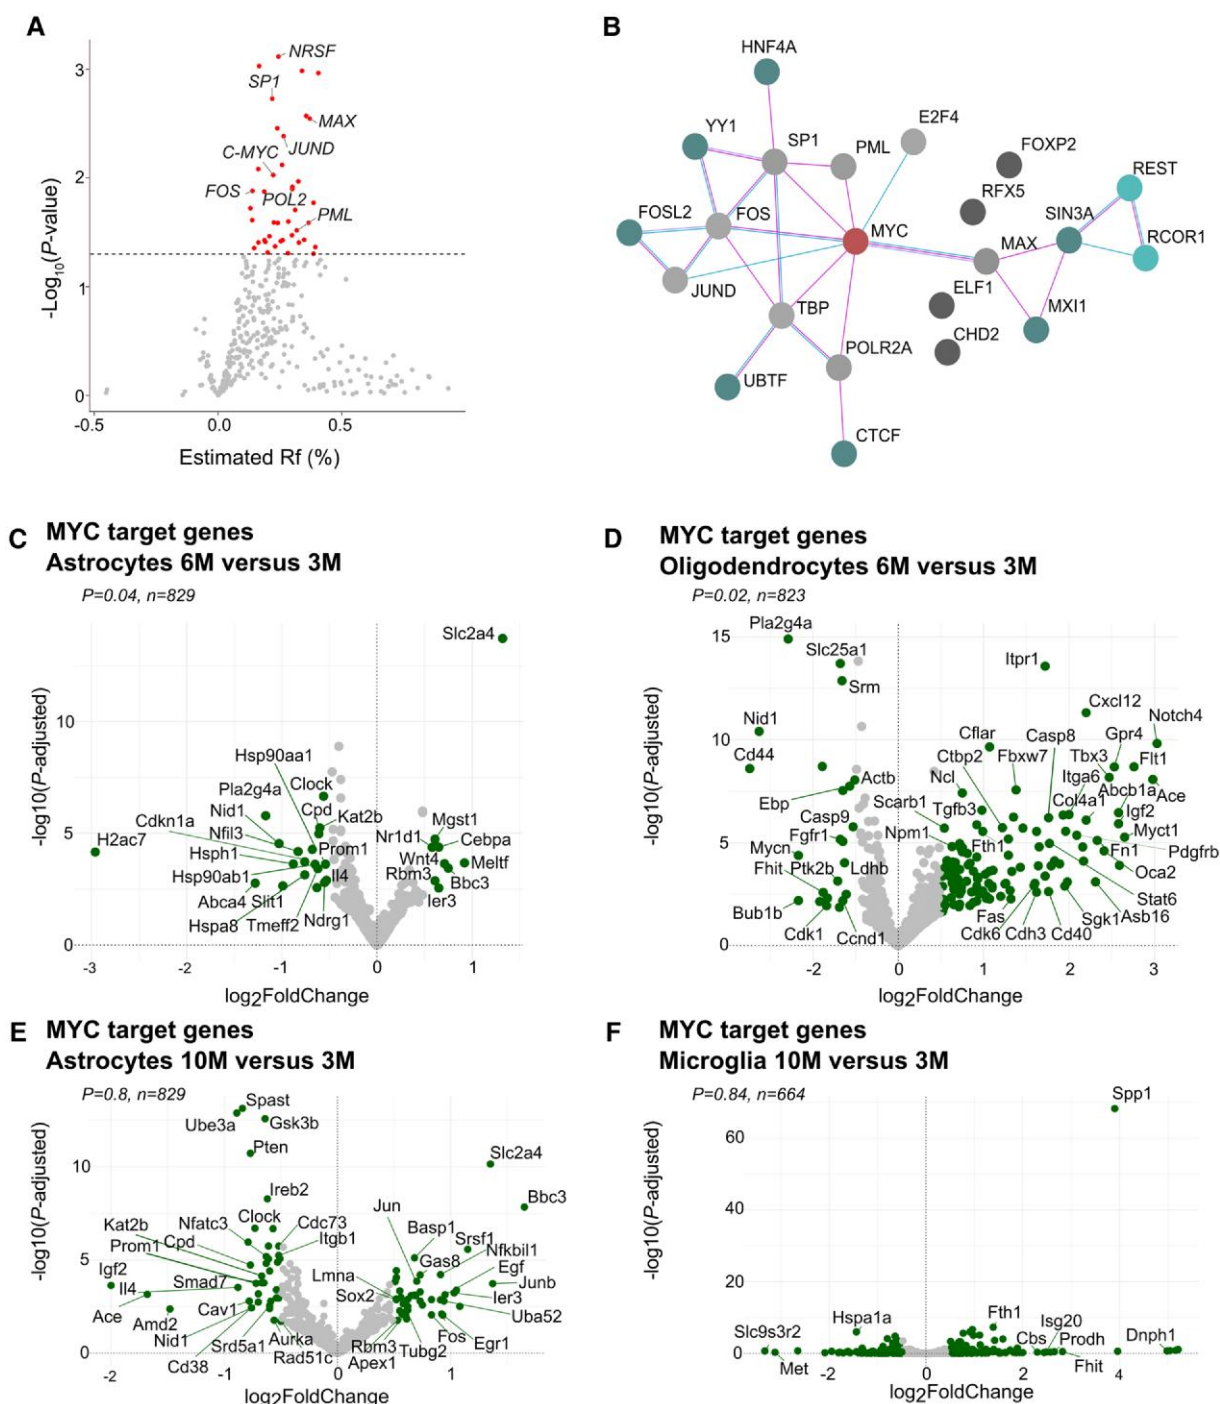 A
3
2
1
0
-0.5
0.0
0.5
-Log10(P-value)
Estimated Rf (%)
NRSF
SP1
MAX
JUND
C-MYC
FOS
POL2
PML
B
HNF4A
YY1
SP1
PML
E2F4
FOXP2
REST
RFX5
FOSL2
FOS
MYC
SIN3A
RCOR1
MAX
JUND
TBP
ELF1
MXI1
CHD2
POLR2A
UBTF
CTCF
C
MYC target genes
Astrocytes 6M versus 3M
P=0.04, n=829
-log10(P-adjusted)
10
5
0
Slc2a4
Hsp90aa1
Clock
Pla2g4a
Cpd
Kat2b
Nid1
Cdkn1a
Nfil3
H2ac7
Hsph1
Prom1
Nr1d1
Mgst1
Cebpa
Wnt4
Meltf
Rbm3
Bbc3
Hsp90ab1
Il4
Ier3
Abca4
Slit1
Hspa8
Tmeff2
Ndrg1
-3
-2
-1
0
1
log2FoldChange
D
MYC target genes
Oligodendrocytes 6M versus 3M
P=0.02, n=823
-log10(P-adjusted)
15
10
5
0
Pla2g4a
Slc25a1
Srm
Itpr1
Cxcl12
Notch4
Nid1
Cd44
Cflar
Casp8
Gpr4
Ctbp2
Fbxw7
Tbx3
Flt1
Actb
Ncl
Itga6
Abcb1a
Ace
Ebp
Scarb1
Tgfb3
Col4a1
Igf2
Casp9
Npm1
Myct1
Fgfr1
Fth1
Fn1
Pdgfrb
Mycn
Oca2
Fhit
Ptk2b
Ldhb
Stat6
Bub1b
Fas
Sgk1
Asb16
Cdk1
Ccnd1
Cdk6
Cdh3
Cd40
-2
-1
0
1
2
3
log2FoldChange
E
MYC target genes
Astrocytes 10M versus 3M
P=0.8, n=829
-log10(P-adjusted)
10
5
0
Spast
Ube3a
Gsk3b
Pten
Slc2a4
Ireb2
Bbc3
Jun
Clock
Nfatc3
Cdc73
Basp1
Srsf1
Kat2b
Cpd
Itgb1
Nfkbil1
Prom1
Gas8
Egf
Igf2
Il4
Smad7
Lmna
Junb
Sox2
Ier3
Ace
Cav1
Uba52
Amd2
Nid1
Srd5a1
Aurka
Rbm3
Tubg2
Fos
Egr1
Cd38
Rad51c
Apex1
-2
-1
0
1
log2FoldChange
F
MYC target genes
Microglia 10M versus 3M
P=0.84, n=664
-log10(P-adjusted)
60
40
20
0
Spp1
Hspa1a
Fth1
Isg20
Slc9s3r2
Cbs
Prodh
Dnph1
Met
Fhit
-2
0
2
4
log2FoldChange